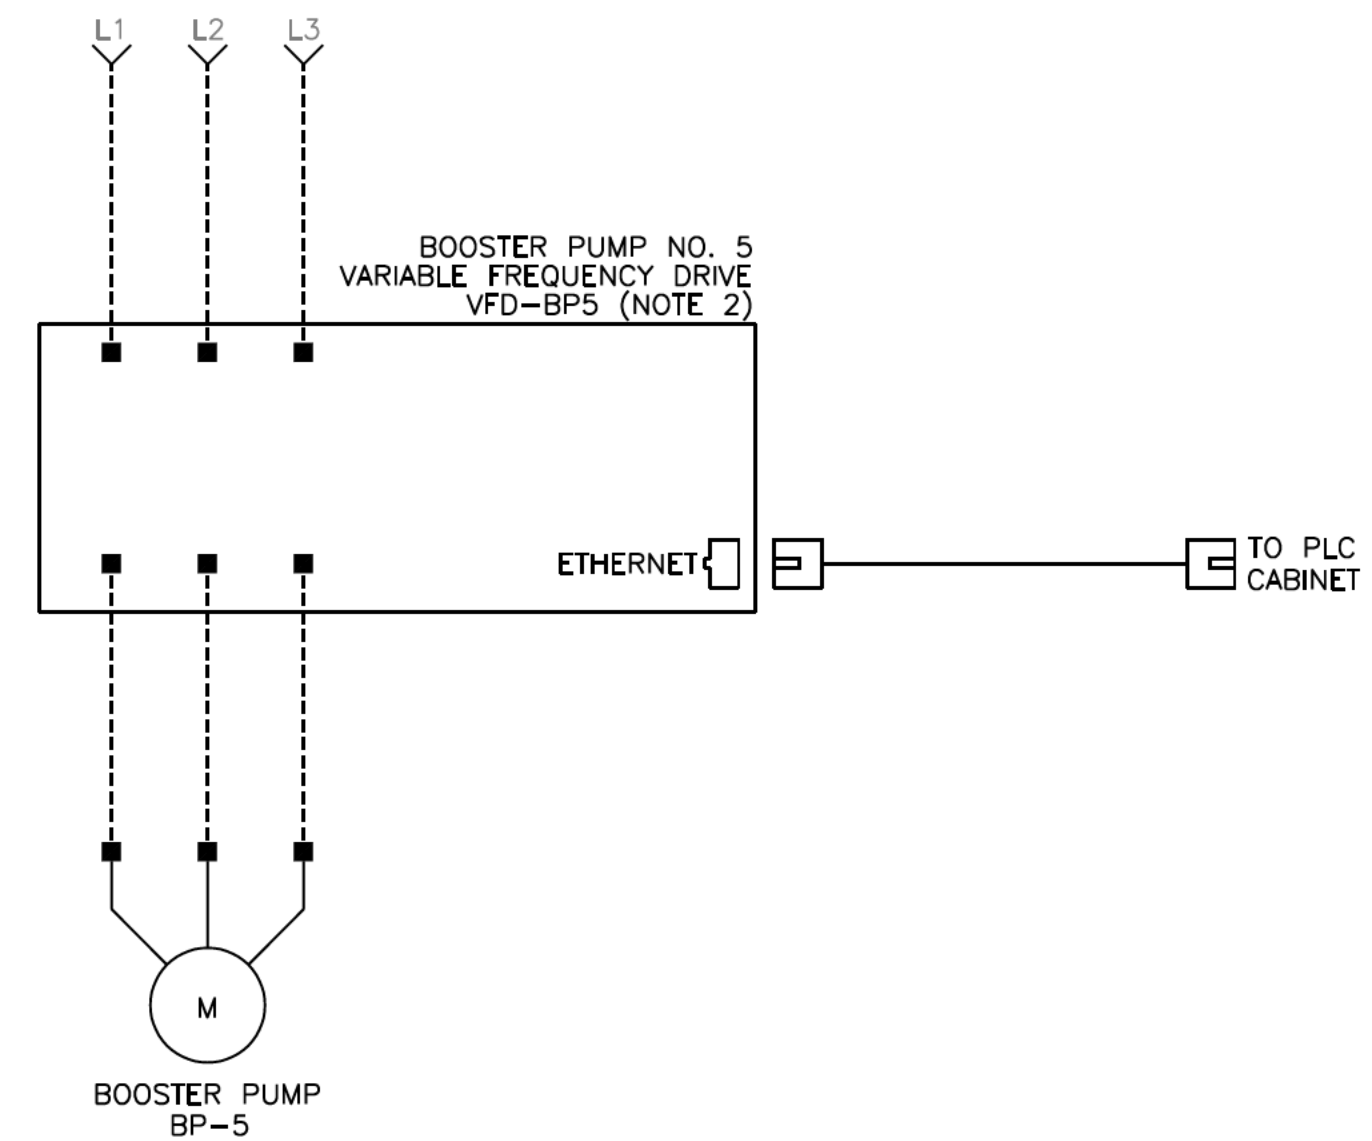 L1 L2 L3
BOOSTER PUMP NO. 5
VARIABLE FREQUENCY DRIVE
VFD-BP5 (NOTE 2)
ETHERNET
TO PLC
CABINET
M
BOOSTER PUMP
BP-5